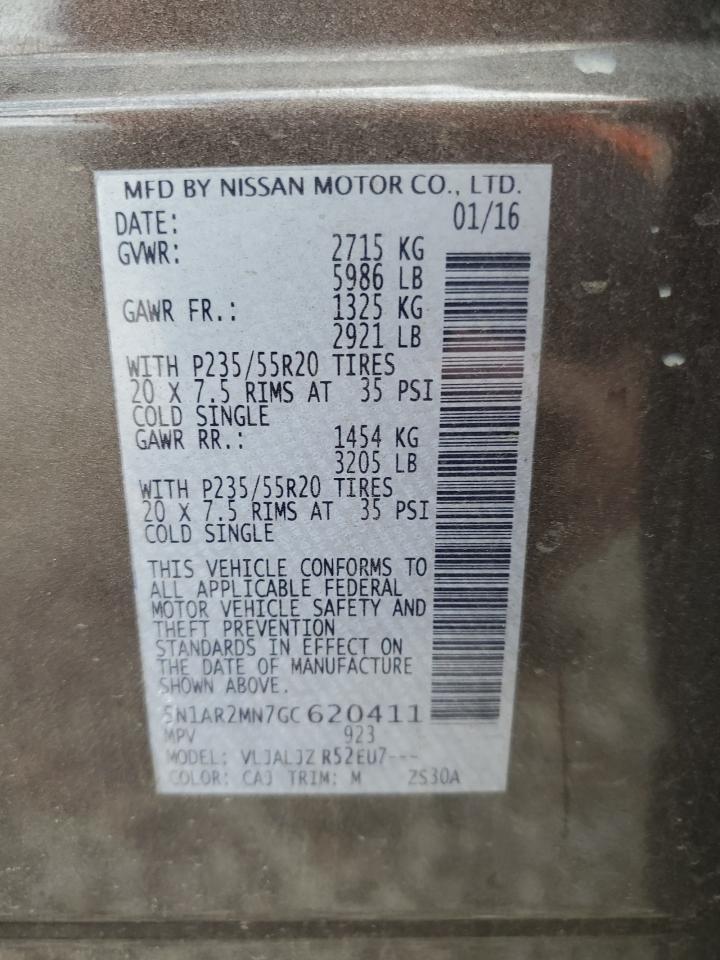 MFD BY NISSAN MOTOR CO., LTD.
DATE: 01/16
GVWR: 2715 KG
5986 LB
GAWR FR.: 1325 KG
2921 LB
WITH P235/55R20 TIRES
20 X 7.5 RIMS AT 35 PSI
COLD SINGLE
GAWR RR.: 1454 KG
3205 LB
WITH P235/55R20 TIRES
20 X 7.5 RIMS AT 35 PSI
COLD SINGLE
THIS VEHICLE CONFORMS TO
ALL APPLICABLE FEDERAL
MOTOR VEHICLE SAFETY AND
THEFT PREVENTION
STANDARDS IN EFFECT ON
THE DATE OF MANUFACTURE
SHOWN ABOVE.
5N1AR2MN7GC620411
MPV 923
MODEL: VLJALJZ R52EU7---
COLOR: CAJ TRIM: M 2S30A